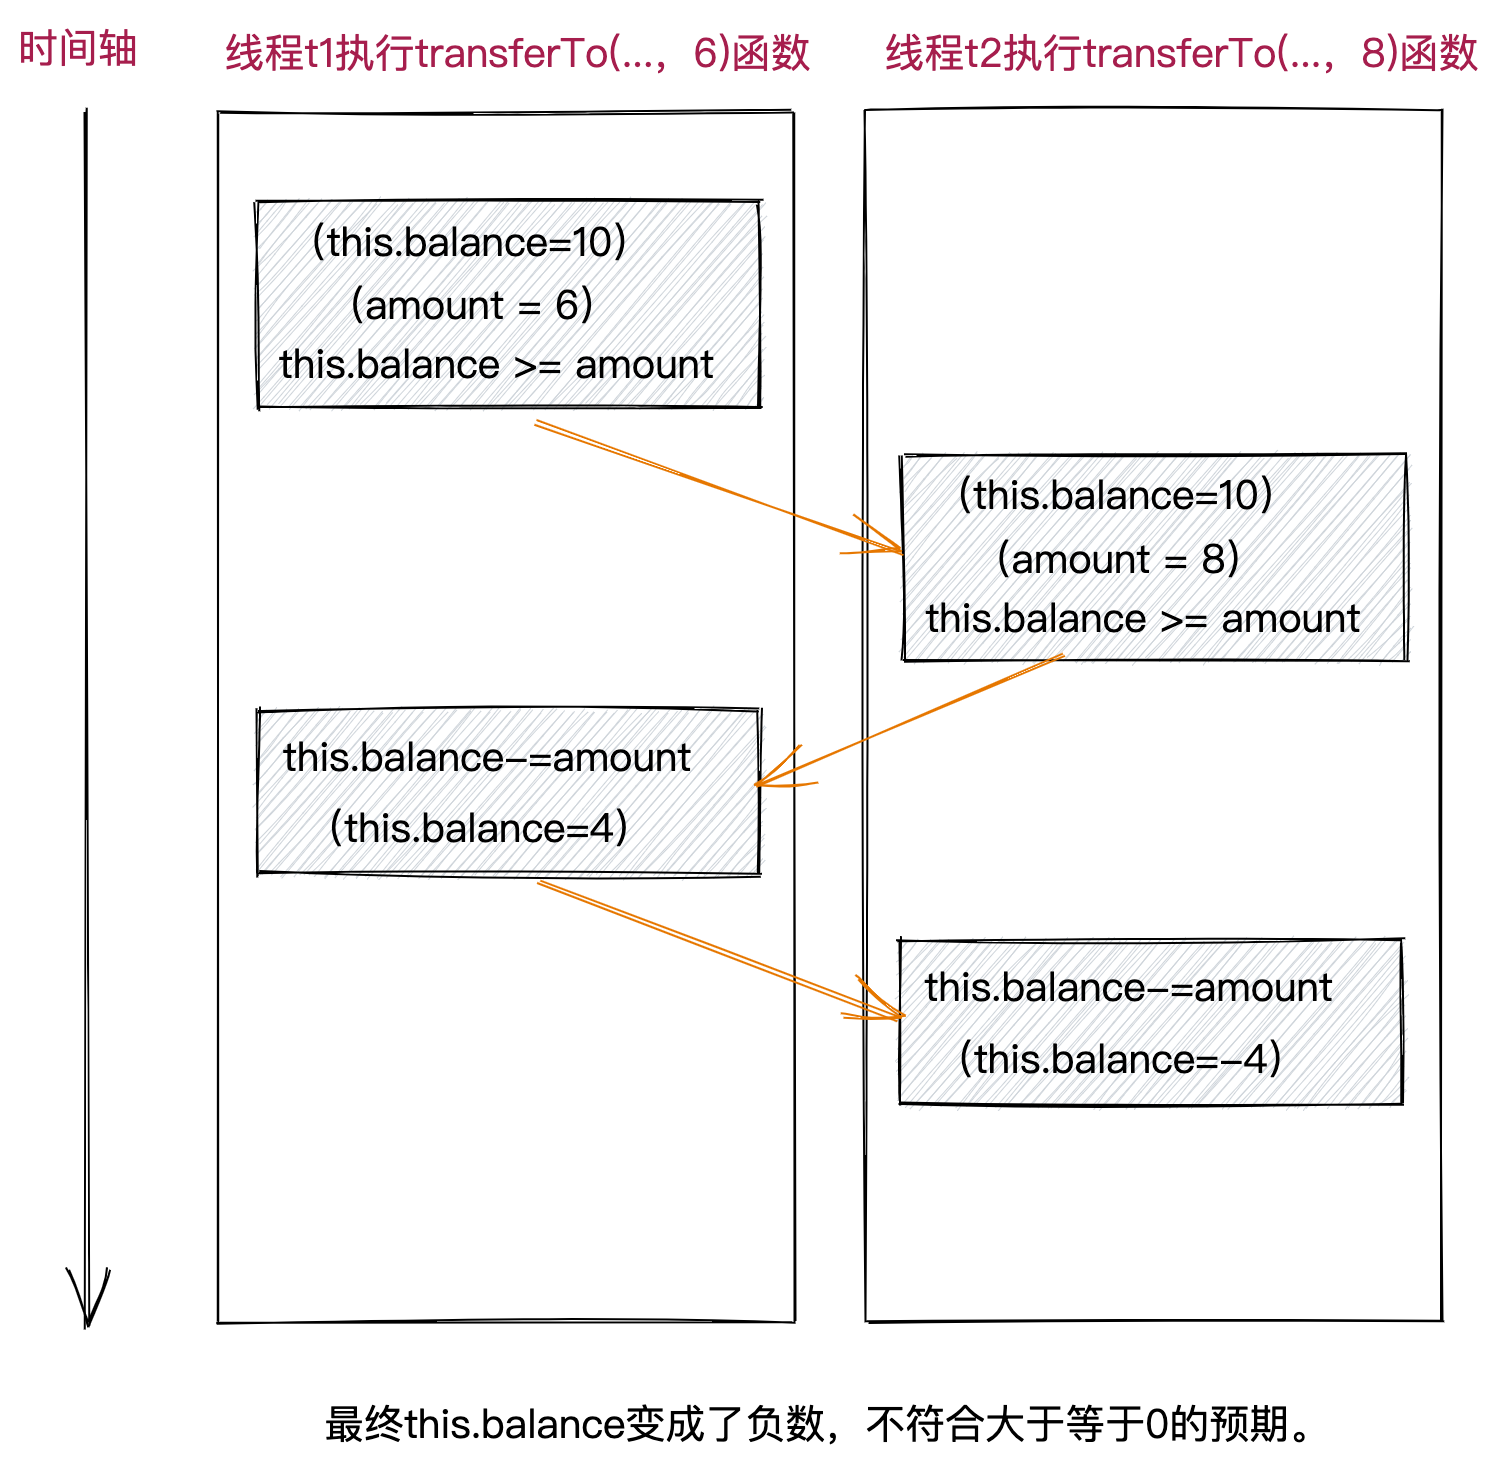 时间轴
线程t1执行transferTo(...，6)函数
线程t2执行transferTo(...，8)函数
(this.balance=10)
(amount = 6)
this.balance >= amount
(this.balance=10)
(amount = 8)
this.balance >= amount
this.balance-=amount
(this.balance=4)
this.balance-=amount
(this.balance=-4)
最终this.balance变成了负数，不符合大于等于0的预期。